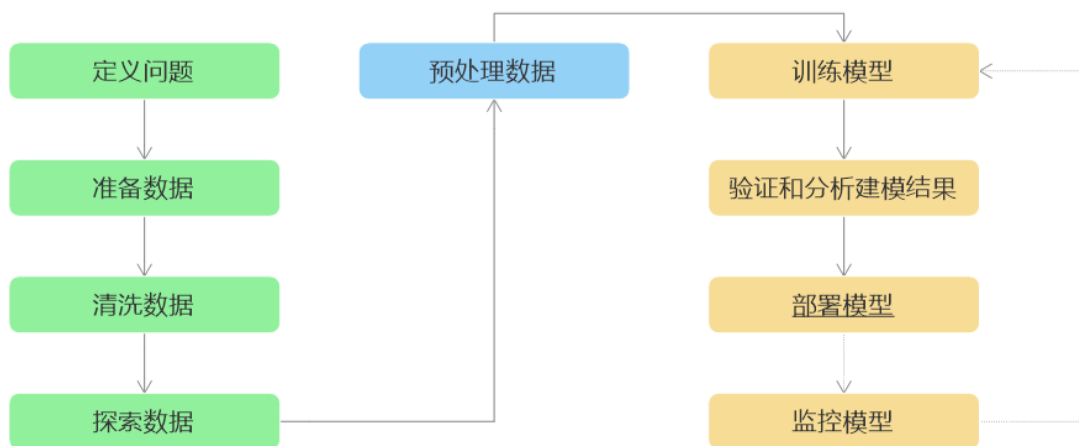 定义问题
准备数据
清洗数据
探索数据
预处理数据
训练模型
验证和分析建模结果
部署模型
监控模型